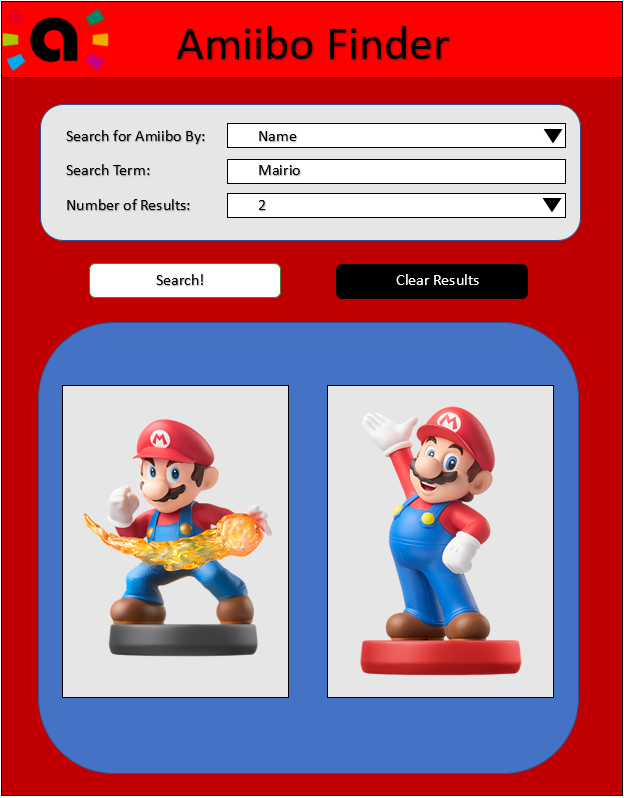 a
Amiibo Finder
Search for Amiibo By: Name
Search Term: Mairio
Number of Results: 2
Search! Clear Results
M M